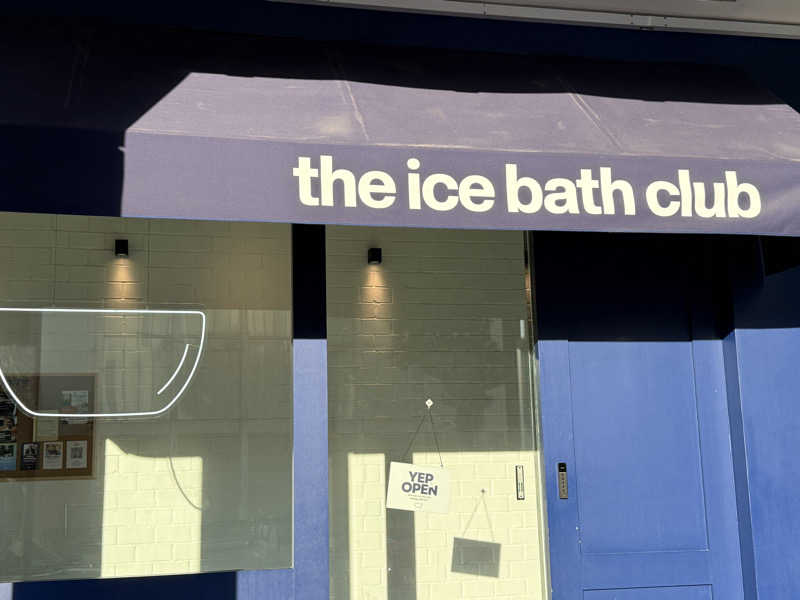 the ice bath club
YEP
OPEN